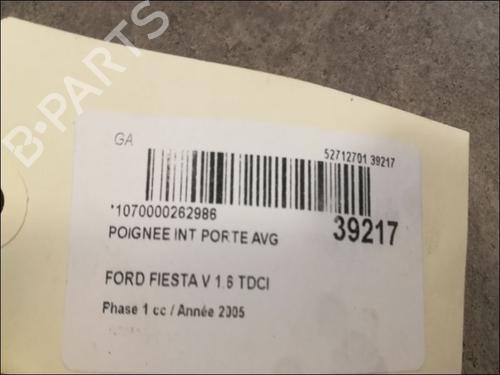 B-PARTS
GA
52712701 39217
*1070000262986
39217
POIGNEE INT PORTE AVG
FORD FIESTA V 1.6 TDCI
Phase 1 cc / Année 2005